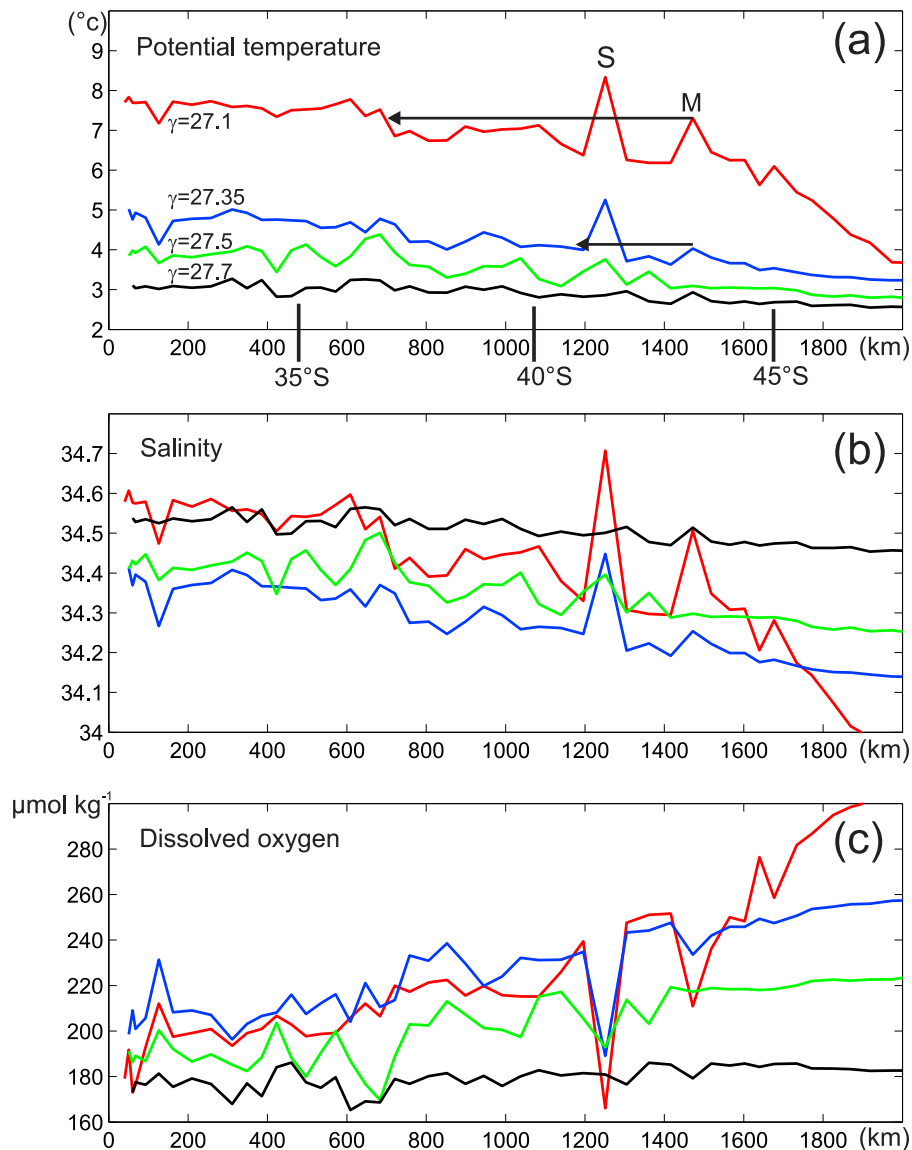 (°c)
Potential temperature
(a)
S
M
γ=27.1
γ=27.35
γ=27.5
γ=27.7
9
8
7
6
5
4
3
2
0 200 400 600 800 1000 1200 1400 1600 1800 (km)
35°S 40°S 45°S
Salinity
(b)
34.7
34.6
34.5
34.4
34.3
34.2
34.1
34
0 200 400 600 800 1000 1200 1400 1600 1800 (km)
µmol kg-1
Dissolved oxygen
(c)
280
260
240
220
200
180
160
0 200 400 600 800 1000 1200 1400 1600 1800 (km)